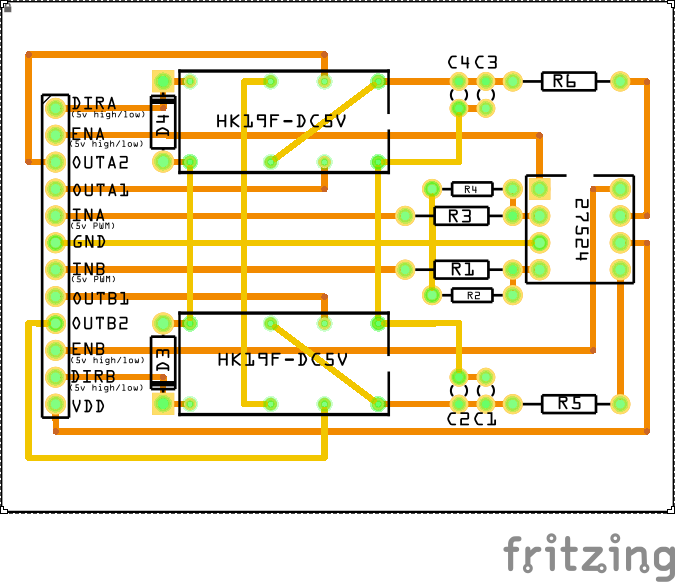 C4 C3
R6
DIRA
(5v high/low)
D4
HK19F-DC5V
ENA
(5v high/low)
OUTA2
OUTA1
R4
INA
(5v PWM)
R3
27524
GND
INB
(5v PWM)
R1
OUTB1
R2
OUTB2
ENB
(5v high/low)
D3
HK19F-DC5V
DIRB
(5v high/low)
VDD
R5
C2 C1
fritzing